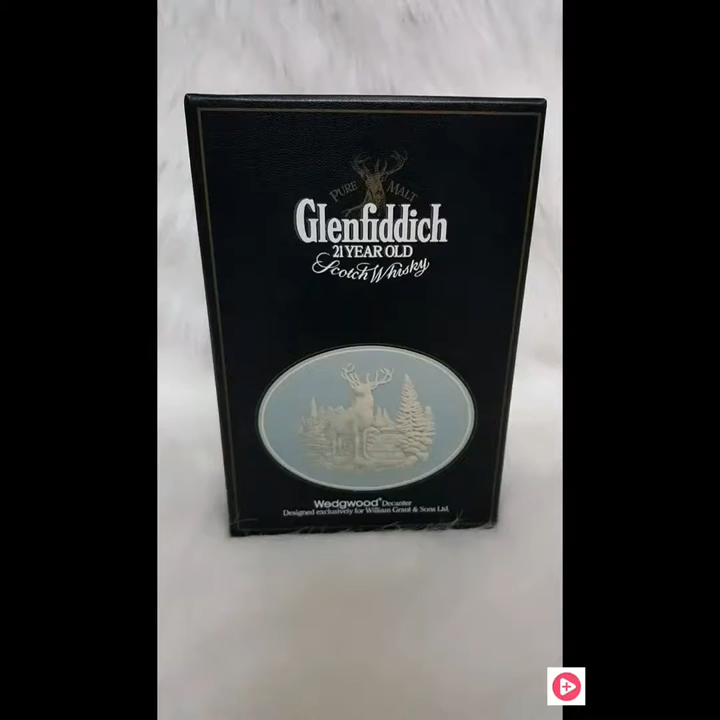 PURE MALT
Glenfiddich
21 YEAR OLD
Scotch Whisky
Wedgwood® Decanter
Designed exclusively for William Grant & Sons Ltd.